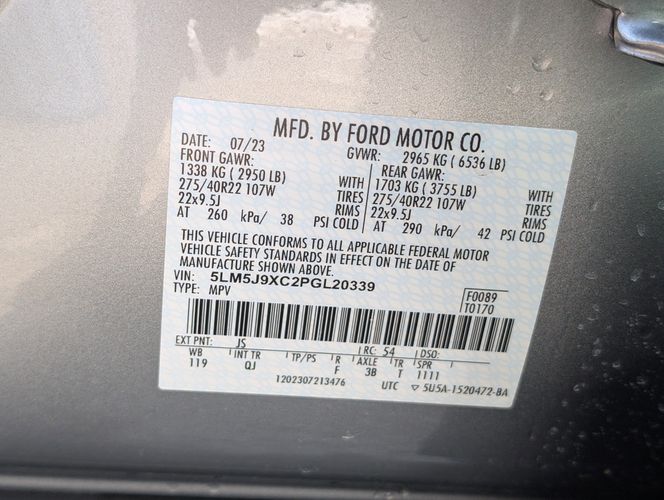 MFD. BY FORD MOTOR CO.
DATE: 07/23 GVWR: 2965 KG ( 6536 LB)
FRONT GAWR: REAR GAWR:
1338 KG ( 2950 LB) WITH 1703 KG ( 3755 LB) WITH
275/40R22 107W TIRES 275/40R22 107W TIRES
22x9.5J RIMS 22x9.5J RIMS
AT 260 kPa/ 38 PSI COLD AT 290 kPa/ 42 PSI COLD
THIS VEHICLE CONFORMS TO ALL APPLICABLE FEDERAL MOTOR
VEHICLE SAFETY STANDARDS IN EFFECT ON THE DATE OF
MANUFACTURE SHOWN ABOVE.
VIN: 5LM5J9XC2PGL20339 F0089
TYPE: MPV T0170
EXT PNT: JS RC: 54 DSO:
WB INT TR TP/PS R AXLE TR SPR
119 QJ F 3B T 1111
1202307213476 UTC ▽ 5U5A-1520472-BA